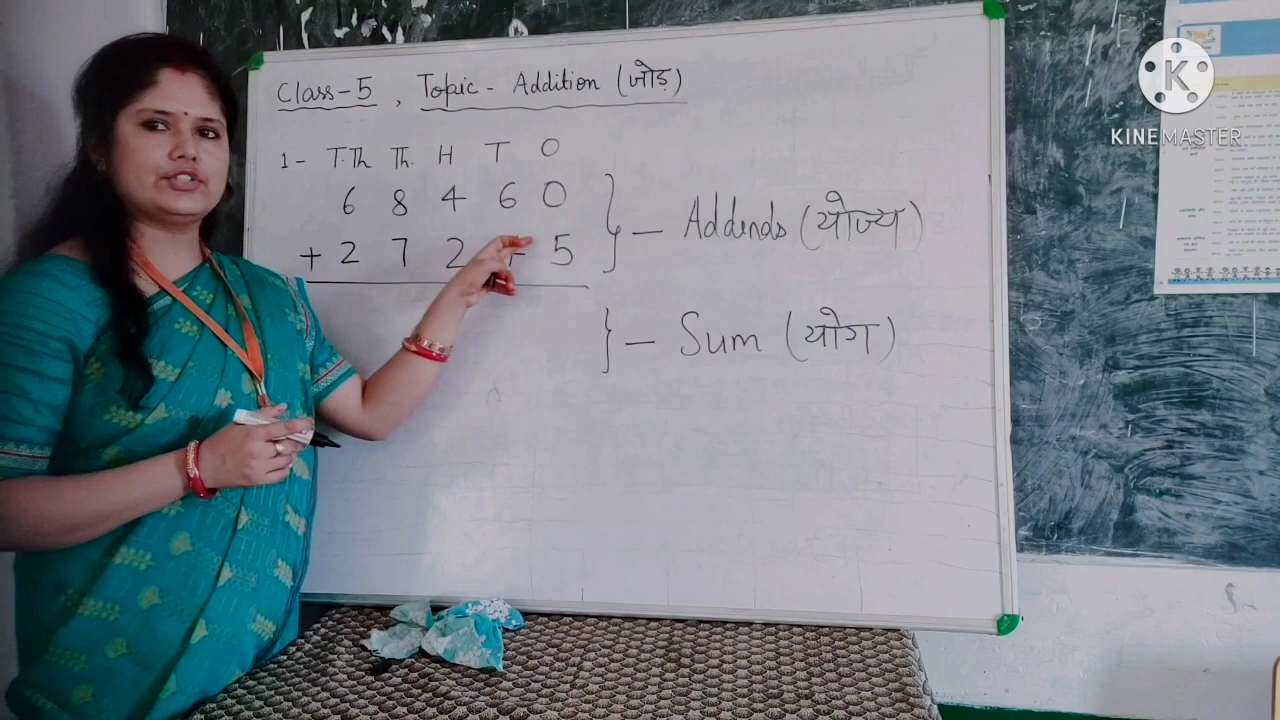 Class-5, Topic - Addition (जोड़)
1- T.Th Th. H T O
6 8 4 6 0
+ 2 7 2 5
} - Addends (योज्य)
} - Sum (योग)
KINEMASTER